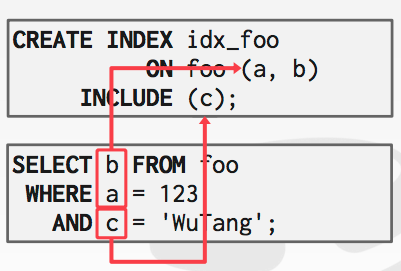 CREATE INDEX idx_foo
ON foo (a, b)
INCLUDE (c);
SELECT b FROM foo
WHERE a = 123
AND c = 'WuTang';